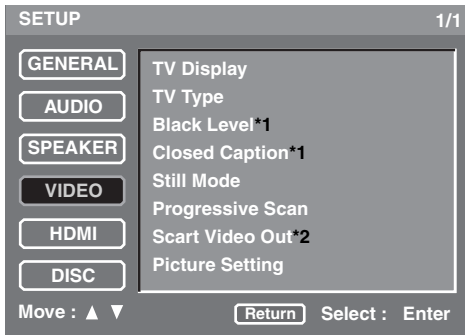 SETUP 1/1
GENERAL
AUDIO
SPEAKER
VIDEO
HDMI
DISC
TV Display
TV Type
Black Level*1
Closed Caption*1
Still Mode
Progressive Scan
Scart Video Out*2
Picture Setting
Move : ▲ ▼ Return Select : Enter